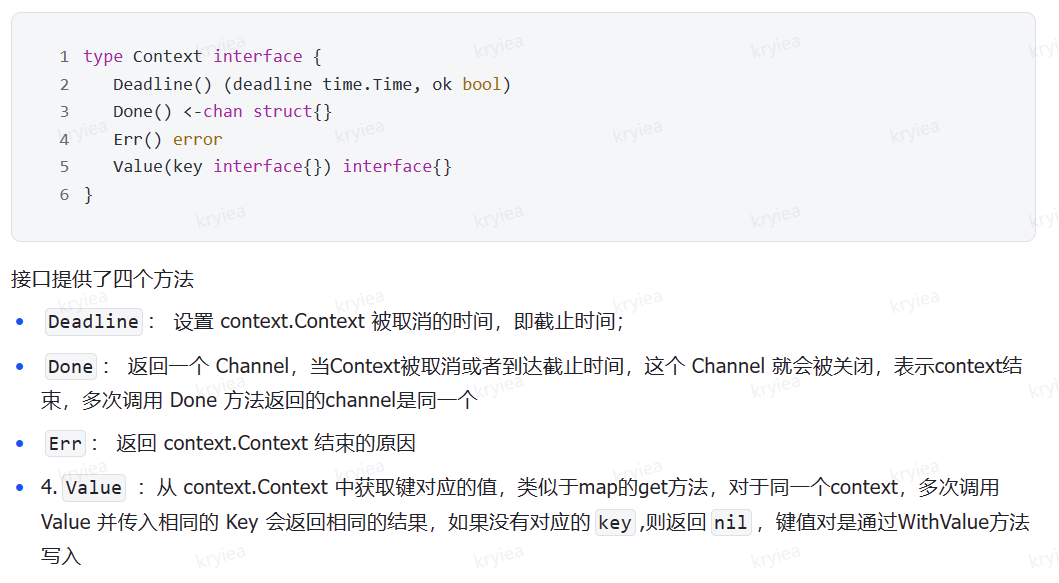 1 type Context interface {
2 Deadline() (deadline time.Time, ok bool)
3 Done() <-chan struct{}
4 Err() error
5 Value(key interface{}) interface{}
6 }
接口提供了四个方法
• Deadline： 设置 context.Context 被取消的时间，即截止时间；
• Done： 返回一个 Channel，当Context被取消或者到达截止时间，这个 Channel 就会被关闭，表示context结
束，多次调用 Done 方法返回的channel是同一个
• Err： 返回 context.Context 结束的原因
• 4. Value ：从 context.Context 中获取键对应的值，类似于map的get方法，对于同一个context，多次调用
Value 并传入相同的 Key 会返回相同的结果，如果没有对应的 key ,则返回 nil ，键值对是通过WithValue方法
写入
kryiea